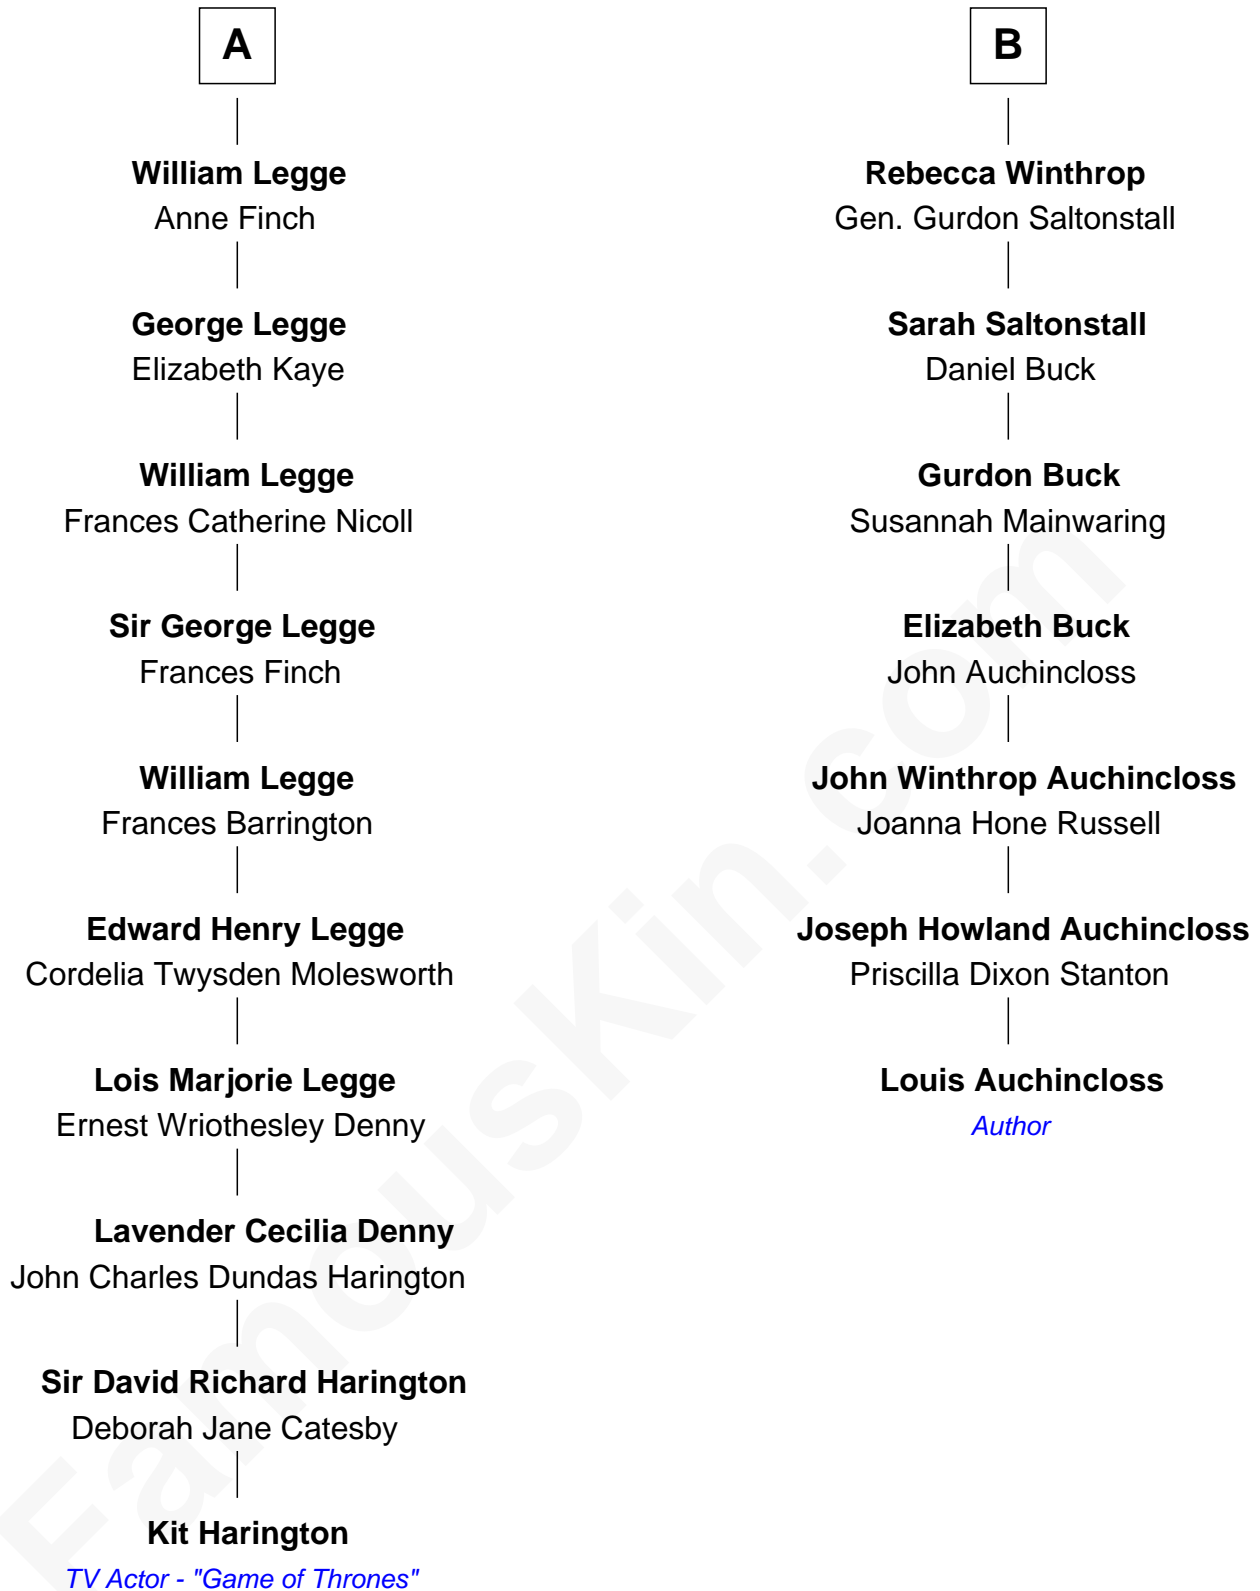 A
William Legge
Anne Finch
George Legge
Elizabeth Kaye
William Legge
Frances Catherine Nicoll
Sir George Legge
Frances Finch
William Legge
Frances Barrington
Edward Henry Legge
Cordelia Twysden Molesworth
Lois Marjorie Legge
Ernest Wriothesley Denny
Lavender Cecilia Denny
John Charles Dundas Harington
Sir David Richard Harington
Deborah Jane Catesby
Kit Harington
TV Actor - "Game of Thrones"
B
Rebecca Winthrop
Gen. Gurdon Saltonstall
Sarah Saltonstall
Daniel Buck
Gurdon Buck
Susannah Mainwaring
Elizabeth Buck
John Auchincloss
John Winthrop Auchincloss
Joanna Hone Russell
Joseph Howland Auchincloss
Priscilla Dixon Stanton
Louis Auchincloss
Author
FamousKin.com